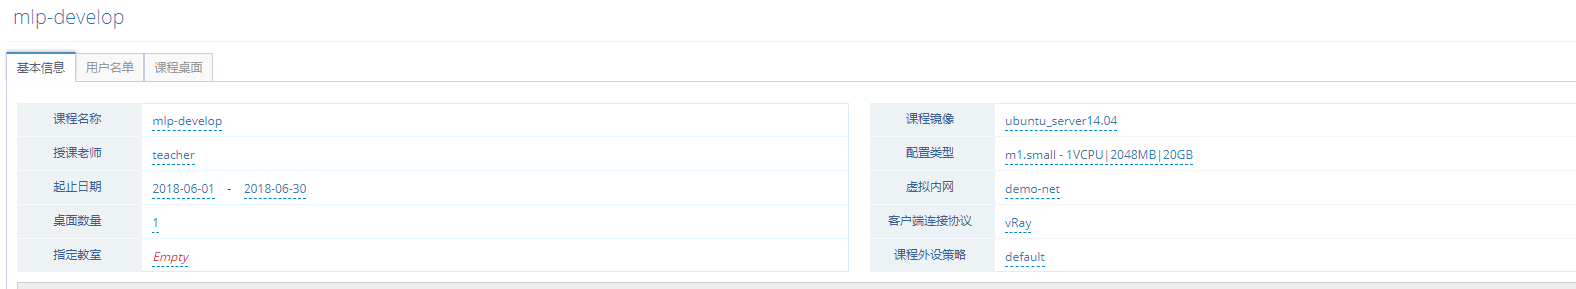 mlp-develop
基本信息 用户名单 课程桌面
课程名称 mlp-develop 课程镜像 ubuntu_server14.04
授课老师 teacher 配置类型 m1.small - 1VCPU|2048MB|20GB
起止日期 2018-06-01 - 2018-06-30 虚拟内网 demo-net
桌面数量 1 客户端连接协议 vRay
指定教室 Empty 课程外设策略 default